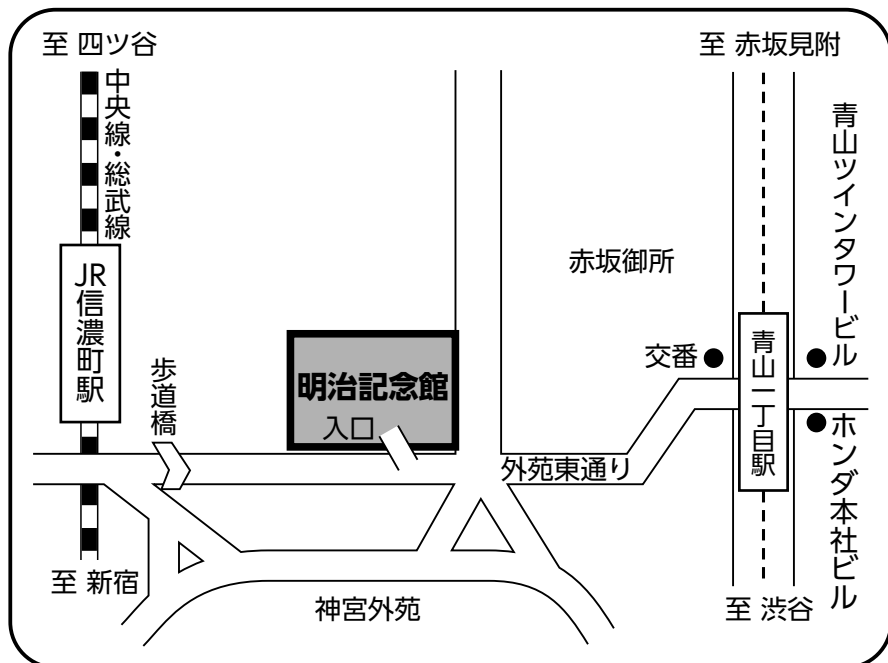 至 四ツ谷
至 赤坂見附
中央線・総武線
青山ツインタワービル
赤坂御所
JR信濃町駅
歩道橋
明治記念館
入口
交番
青山一丁目駅
外苑東通り
ホンダ本社ビル
至 新宿
神宮外苑
至 渋谷